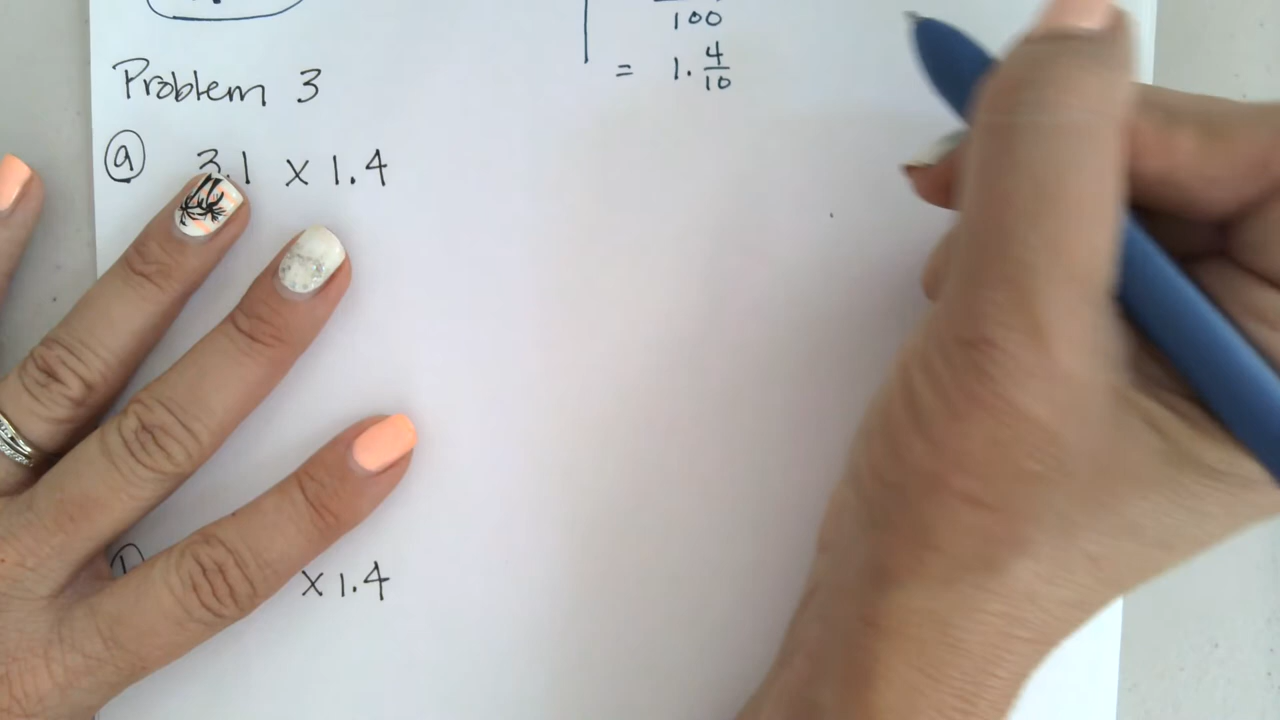 100
= 1. 4/10
Problem 3
a 3.1 x 1.4
x 1.4